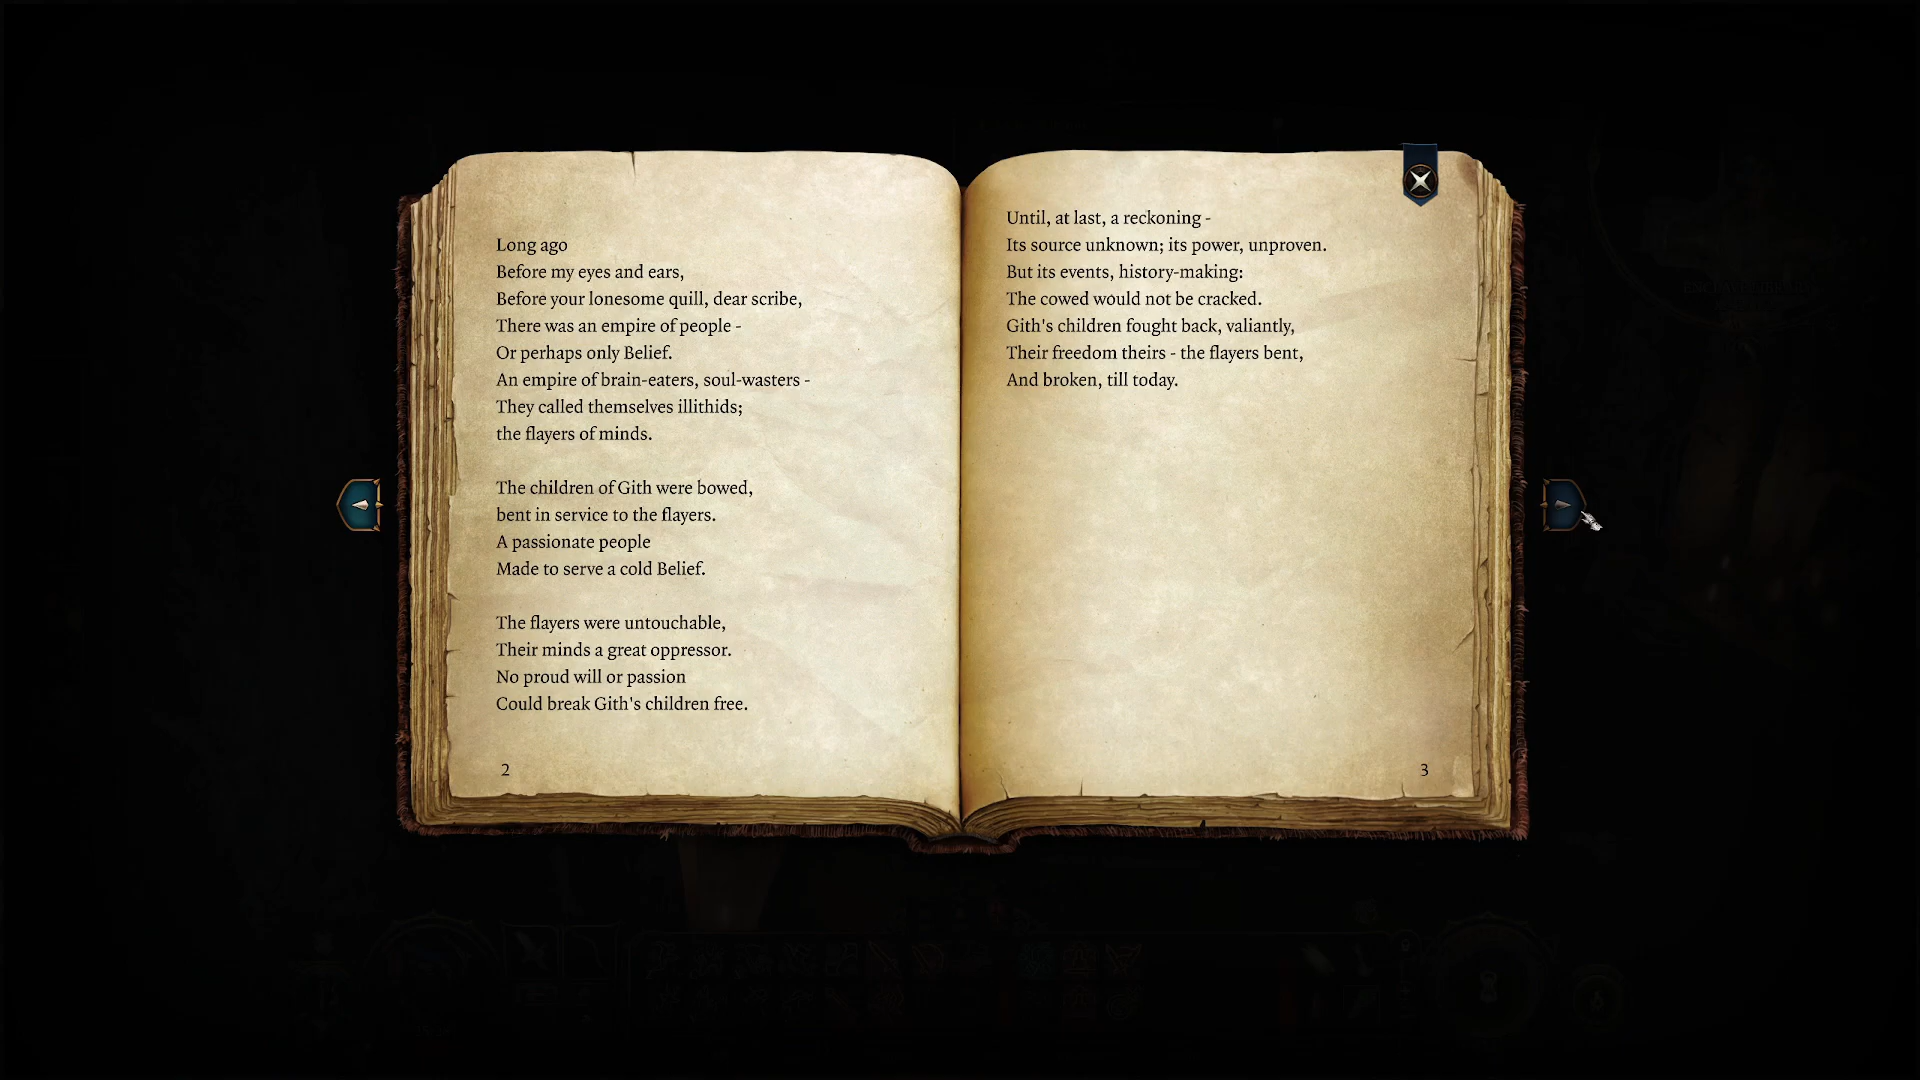 Long ago
Before my eyes and ears,
Before your lonesome quill, dear scribe,
There was an empire of people -
Or perhaps only Belief.
An empire of brain-eaters, soul-wasters -
They called themselves illithids;
the flayers of minds.
The children of Gith were bowed,
bent in service to the flayers.
A passionate people
Made to serve a cold Belief.
The flayers were untouchable,
Their minds a great oppressor.
No proud will or passion
Could break Gith's children free.
2
Until, at last, a reckoning -
Its source unknown; its power, unproven.
But its events, history-making:
The cowed would not be cracked.
Gith's children fought back, valiantly,
Their freedom theirs - the flayers bent,
And broken, till today.
3